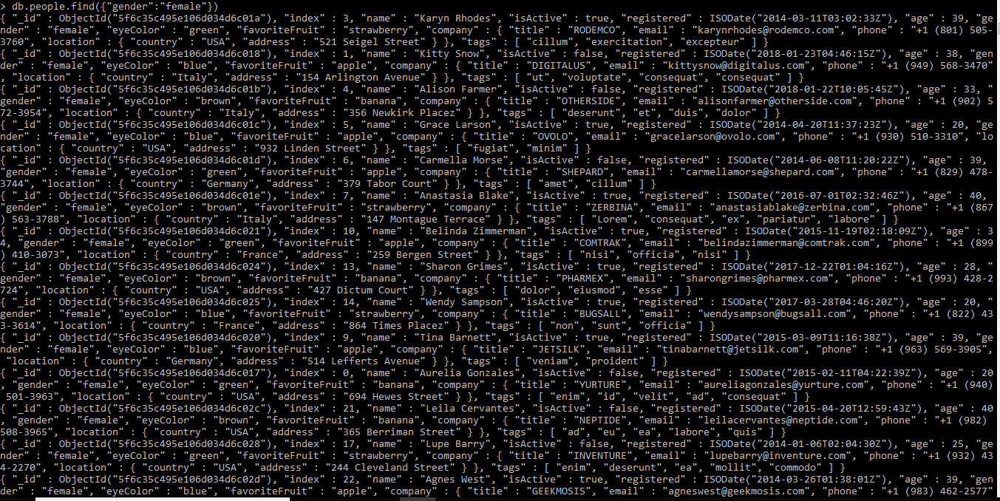 > db.people.find({"gender":"female"})
{ "_id" : ObjectId("5f6c35c495e106d034d6c01a"), "index" : 3, "name" : "Karyn Rhodes", "isActive" : true, "registered" : ISODate("2014-03-11T03:02:33Z"), "age" : 39, "ge
nder" : "female", "eyeColor" : "green", "favoriteFruit" : "strawberry", "company" : { "title" : "RODEMCO", "email" : "karynrhodes@rodemco.com", "phone" : "+1 (801) 505-
3760", "location" : { "country" : "USA", "address" : "521 Seigel Street" } }, "tags" : [ "cillum", "exercitation", "excepteur" ] }
{ "_id" : ObjectId("5f6c35c495e106d034d6c018"), "index" : 1, "name" : "Kitty Snow", "isActive" : false, "registered" : ISODate("2018-01-23T04:46:15Z"), "age" : 38, "gen
der" : "female", "eyeColor" : "blue", "favoriteFruit" : "apple", "company" : { "title" : "DIGITALUS", "email" : "kittysnow@digitalus.com", "phone" : "+1 (949) 568-3470"
, "location" : { "country" : "Italy", "address" : "154 Arlington Avenue" } }, "tags" : [ "ut", "voluptate", "consequat", "consequat" ] }
{ "_id" : ObjectId("5f6c35c495e106d034d6c01b"), "index" : 4, "name" : "Alison Farmer", "isActive" : false, "registered" : ISODate("2018-01-22T10:05:45Z"), "age" : 33, "
gender" : "female", "eyeColor" : "brown", "favoriteFruit" : "banana", "company" : { "title" : "OTHERSIDE", "email" : "alisonfarmer@otherside.com", "phone" : "+1 (902) 5
72-3954", "location" : { "country" : "Italy", "address" : "356 Newkirk Placez" } }, "tags" : [ "deserunt", "et", "duis", "dolor" ] }
{ "_id" : ObjectId("5f6c35c495e106d034d6c01c"), "index" : 5, "name" : "Grace Larson", "isActive" : true, "registered" : ISODate("2014-04-20T11:37:23Z"), "age" : 20, "ge
nder" : "female", "eyeColor" : "blue", "favoriteFruit" : "apple", "company" : { "title" : "OVOLO", "email" : "gracelarson@ovolo.com", "phone" : "+1 (930) 510-3310", "lo
cation" : { "country" : "USA", "address" : "932 Linden Street" } }, "tags" : [ "fugiat", "minim" ] }
{ "_id" : ObjectId("5f6c35c495e106d034d6c01d"), "index" : 6, "name" : "Carmella Morse", "isActive" : false, "registered" : ISODate("2014-06-08T11:20:22Z"), "age" : 39, 
"gender" : "female", "eyeColor" : "green", "favoriteFruit" : "apple", "company" : { "title" : "SHEPARD", "email" : "carmellamorse@shepard.com", "phone" : "+1 (829) 478-
3744", "location" : { "country" : "Germany", "address" : "379 Tabor Court" } }, "tags" : [ "amet", "cillum" ] }
{ "_id" : ObjectId("5f6c35c495e106d034d6c01e"), "index" : 7, "name" : "Anastasia Blake", "isActive" : true, "registered" : ISODate("2016-07-01T02:32:46Z"), "age" : 40, 
"gender" : "female", "eyeColor" : "brown", "favoriteFruit" : "strawberry", "company" : { "title" : "ZERBINA", "email" : "anastasiablake@zerbina.com", "phone" : "+1 (867
) 563-3788", "location" : { "country" : "Italy", "address" : "147 Montague Terrace" } }, "tags" : [ "Lorem", "consequat", "ex", "pariatur", "labore" ] }
{ "_id" : ObjectId("5f6c35c495e106d034d6c021"), "index" : 10, "name" : "Belinda Zimmerman", "isActive" : true, "registered" : ISODate("2015-11-19T02:18:09Z"), "age" : 3
4, "gender" : "female", "eyeColor" : "green", "favoriteFruit" : "apple", "company" : { "title" : "COMTRAK", "email" : "belindazimmerman@comtrak.com", "phone" : "+1 (899
) 410-3073", "location" : { "country" : "France", "address" : "259 Bergen Street" } }, "tags" : [ "nisi", "officia", "nisi" ] }
{ "_id" : ObjectId("5f6c35c495e106d034d6c024"), "index" : 13, "name" : "Sharon Grimes", "isActive" : true, "registered" : ISODate("2017-12-22T01:04:16Z"), "age" : 28, "
gender" : "female", "eyeColor" : "brown", "favoriteFruit" : "banana", "company" : { "title" : "PHARMEX", "email" : "sharongrimes@pharmex.com", "phone" : "+1 (993) 428-2
724", "location" : { "country" : "USA", "address" : "427 Dictum Court" } }, "tags" : [ "dolor", "eiusmod", "esse" ] }
{ "_id" : ObjectId("5f6c35c495e106d034d6c025"), "index" : 14, "name" : "Wendy Sampson", "isActive" : true, "registered" : ISODate("2017-03-28T04:46:20Z"), "age" : 20, "
gender" : "female", "eyeColor" : "blue", "favoriteFruit" : "strawberry", "company" : { "title" : "BUGSALL", "email" : "wendysampson@bugsall.com", "phone" : "+1 (822) 43
3-3614", "location" : { "country" : "France", "address" : "864 Times Placez" } }, "tags" : [ "non", "sunt", "officia" ] }
{ "_id" : ObjectId("5f6c35c495e106d034d6c020"), "index" : 9, "name" : "Tina Barnett", "isActive" : true, "registered" : ISODate("2015-03-09T11:16:38Z"), "age" : 39, "ge
nder" : "female", "eyeColor" : "blue", "favoriteFruit" : "apple", "company" : { "title" : "JETSILK", "email" : "tinabarnett@jetsilk.com", "phone" : "+1 (963) 569-3905",
 "location" : { "country" : "Germany", "address" : "514 Lefferts Avenue" } }, "tags" : [ "veniam", "proident" ] }
{ "_id" : ObjectId("5f6c35c495e106d034d6c017"), "index" : 0, "name" : "Aurelia Gonzales", "isActive" : false, "registered" : ISODate("2015-02-11T04:22:39Z"), "age" : 20
, "gender" : "female", "eyeColor" : "green", "favoriteFruit" : "banana", "company" : { "title" : "YURTURE", "email" : "aureliagonzales@yurture.com", "phone" : "+1 (940)
 501-3963", "location" : { "country" : "USA", "address" : "694 Hewes Street" } }, "tags" : [ "enim", "id", "velit", "ad", "consequat" ] }
{ "_id" : ObjectId("5f6c35c495e106d034d6c02c"), "index" : 21, "name" : "Leila Cervantes", "isActive" : false, "registered" : ISODate("2015-04-20T12:59:43Z"), "age" : 40
, "gender" : "female", "eyeColor" : "brown", "favoriteFruit" : "banana", "company" : { "title" : "NEPTIDE", "email" : "leilacervantes@neptide.com", "phone" : "+1 (982) 
508-3965", "location" : { "country" : "USA", "address" : "365 Berriman Street" } }, "tags" : [ "ad", "eu", "ea", "labore", "quis" ] }
{ "_id" : ObjectId("5f6c35c495e106d034d6c028"), "index" : 17, "name" : "Lupe Barry", "isActive" : false, "registered" : ISODate("2014-01-06T02:04:30Z"), "age" : 25, "ge
nder" : "female", "eyeColor" : "green", "favoriteFruit" : "strawberry", "company" : { "title" : "INVENTURE", "email" : "lupebarry@inventure.com", "phone" : "+1 (932) 43
4-2270", "location" : { "country" : "USA", "address" : "244 Cleveland Street" } }, "tags" : [ "enim", "deserunt", "ea", "mollit", "commodo" ] }
{ "_id" : ObjectId("5f6c35c495e106d034d6c02d"), "index" : 22, "name" : "Agnes West", "isActive" : true, "registered" : ISODate("2014-03-26T01:38:01Z"), "age" : 39, "gen
der" : "female", "eyeColor" : "blue", "favoriteFruit" : "apple", "company" : { "title" : "GEEKMOSIS", "email" : "agneswest@geekmosis.com", "phone" : "+1 (983) 462-2577"